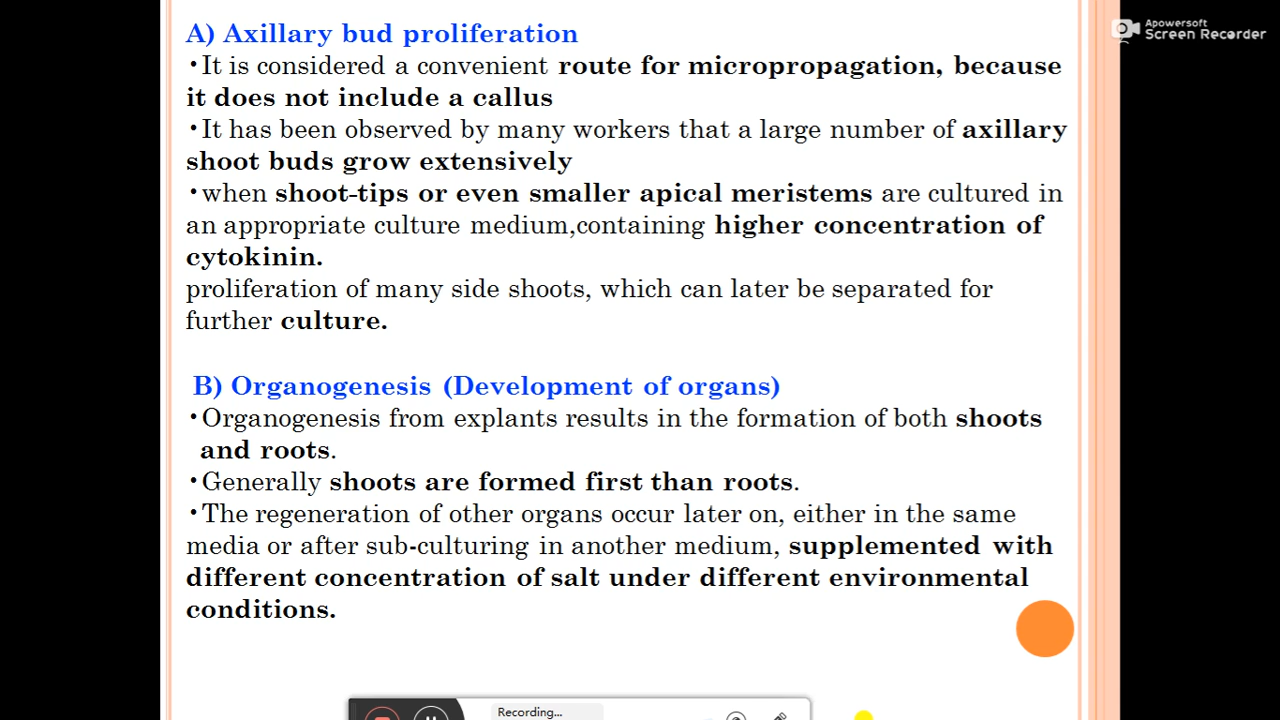 A) Axillary bud proliferation
•It is considered a convenient route for micropropagation, because
it does not include a callus
•It has been observed by many workers that a large number of axillary
shoot buds grow extensively
•when shoot-tips or even smaller apical meristems are cultured in
an appropriate culture medium,containing higher concentration of
cytokinin.
proliferation of many side shoots, which can later be separated for
further culture.
B) Organogenesis (Development of organs)
•Organogenesis from explants results in the formation of both shoots
and roots.
•Generally shoots are formed first than roots.
•The regeneration of other organs occur later on, either in the same
media or after sub-culturing in another medium, supplemented with
different concentration of salt under different environmental
conditions.
Apowersoft
Screen Recorder
Recording...